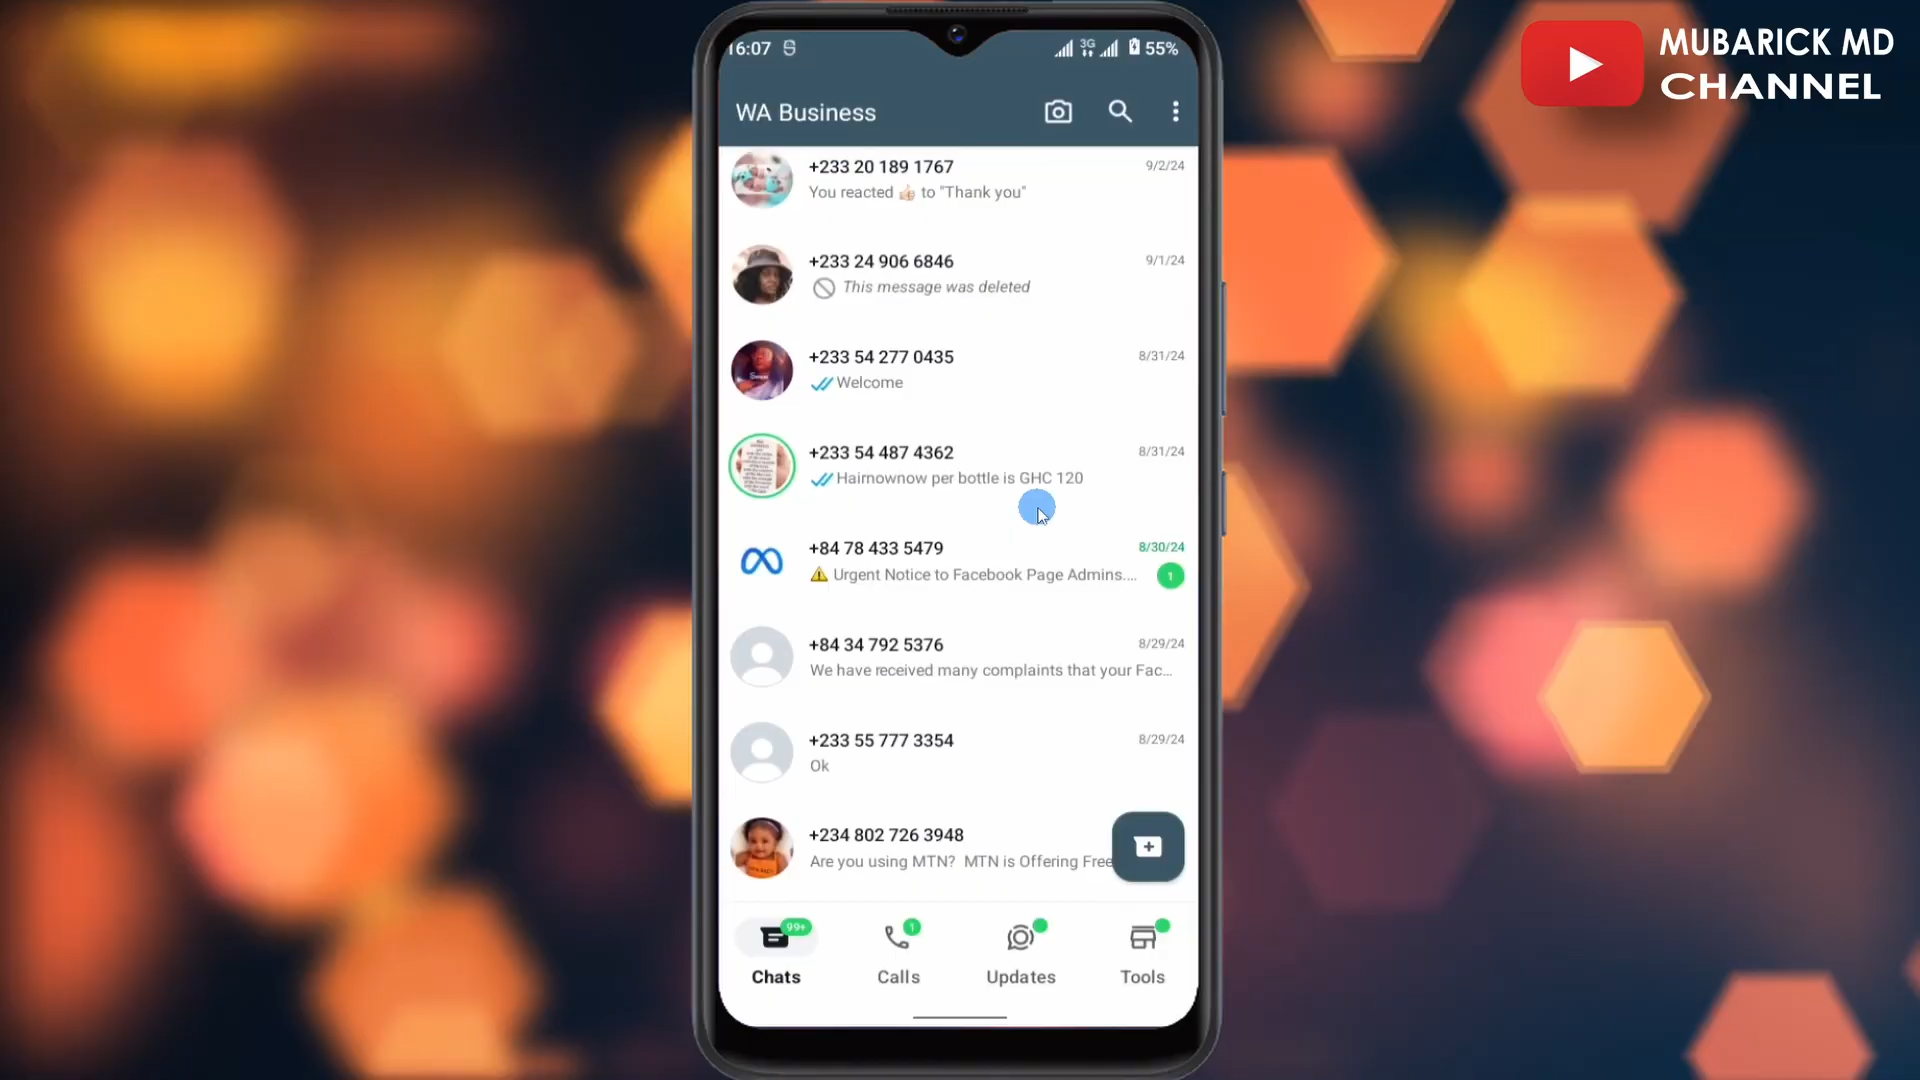 MUBARICK MD
CHANNEL
16:07
3G
55%
WA Business
+233 20 189 1767
9/2/24
You reacted 👍🏻 to "Thank you"
+233 24 906 6846
9/1/24
This message was deleted
+233 54 277 0435
8/31/24
Welcome
+233 54 487 4362
8/31/24
Hairnownow per bottle is GHC 120
+84 78 433 5479
8/30/24
⚠️ Urgent Notice to Facebook Page Admins....
1
+84 34 792 5376
8/29/24
We have received many complaints that your Fac...
+233 55 777 3354
8/29/24
Ok
+234 802 726 3948
Are you using MTN?  MTN is Offering Free
99+
1
Chats
Calls
Updates
Tools